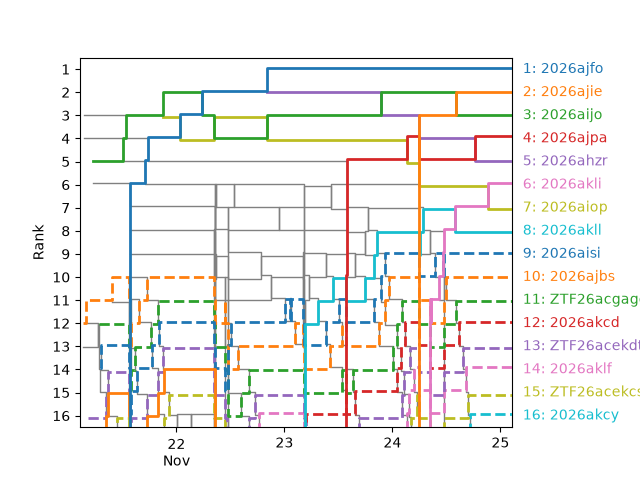 1
2
3
4
5
6
7
8
9
10
11
12
13
14
15
16
Rank
22
23
24
25
Nov
1: 2026ajfo
2: 2026ajie
3: 2026aijo
4: 2026ajpa
5: 2026ahzr
6: 2026akli
7: 2026aiop
8: 2026akll
9: 2026aisi
10: 2026ajbs
11: ZTF26acgag
12: 2026akcd
13: ZTF26acekdt
14: 2026aklf
15: ZTF26acekcs
16: 2026akcy